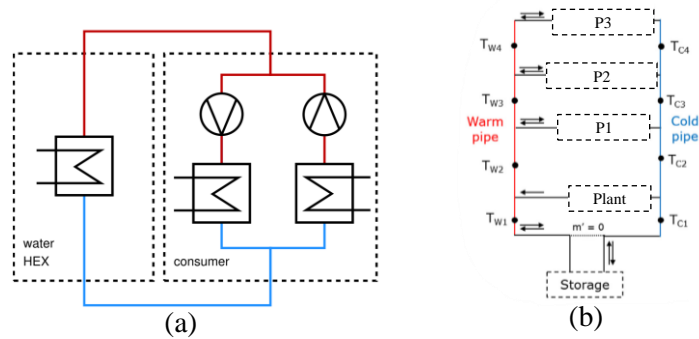 water
HEX
consumer
(a)
P3
T_W4
T_C4
P2
T_W3
T_C3
Warm
pipe
P1
Cold
pipe
T_W2
T_C2
Plant
T_W1
T_C1
m' = 0
Storage
(b)